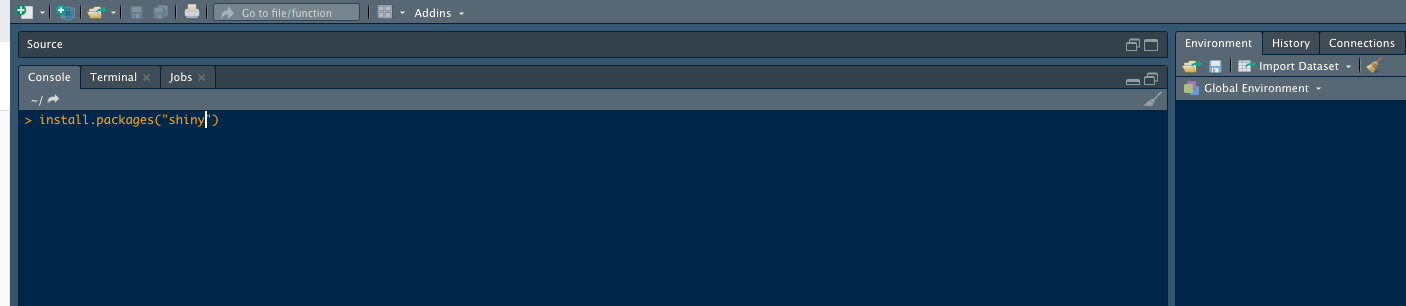 Go to file/function
Addins
Source
Console
Terminal
Jobs
~/
> install.packages("shiny")
Environment
History
Connections
Import Dataset
Global Environment